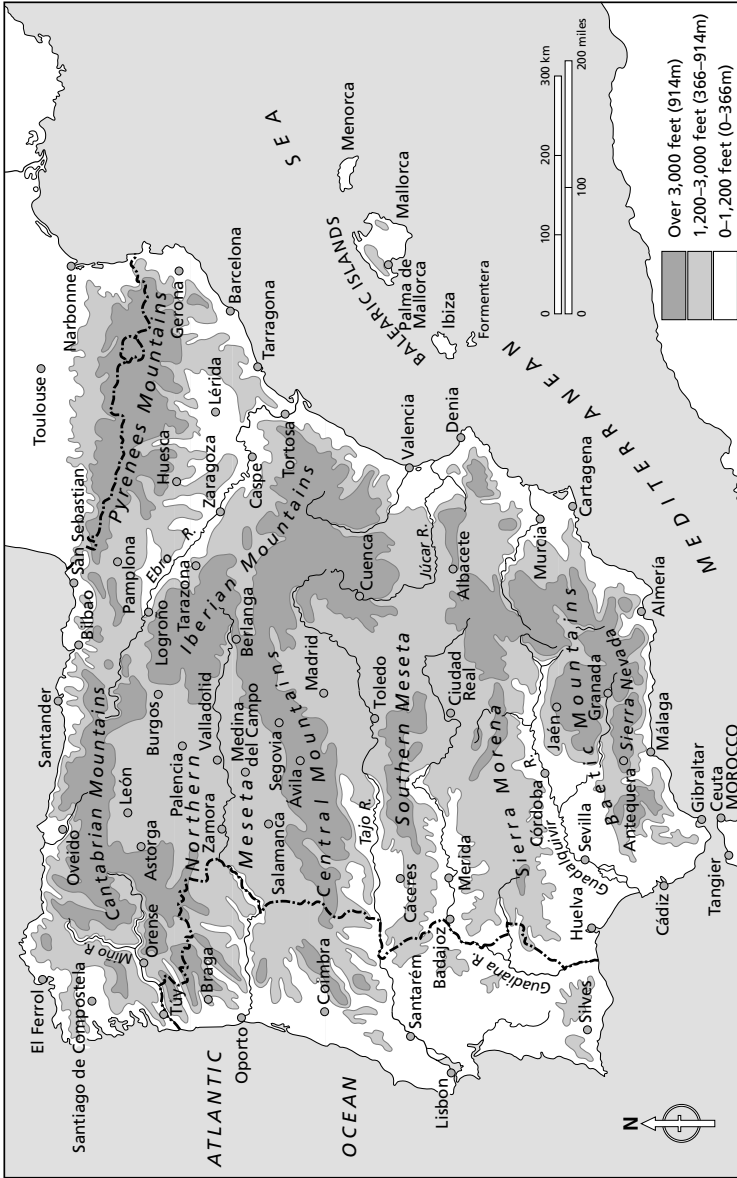 Toulouse
Narbonne
El Ferrol
Oveido
Santander
Bilbao
San Sebastian
Santiago de Compostela
Cantabrian Mountains
Pyrenees Mountains
Miño R.
León
Pamplona
Orense
Astorga
Burgos
Logroño
Ebro R.
Huesca
Gerona
Tuy
Palencia
Tarazona
Lérida
Barcelona
Braga
Northern
Meseta
Zamora
Valladolid
Berlanga
Iberian Mountains
Zaragoza
Caspe
Tarragona
Oporto
Medina
del Campo
Tortosa
ATLANTIC
OCEAN
Salamanca
Segovia
Ávila
Central Mountains
Madrid
Cuenca
Coimbra
Tajo R.
Toledo
Valencia
BALEARIC ISLANDS
Menorca
Mallorca
Palma de
Mallorca
Ibiza
Formentera
Santarém
Cáceres
Southern Meseta
Júcar R.
Denia
Lisbon
Badajoz
Merida
Ciudad
Real
Albacete
Guadiana R.
Sierra Morena
Murcia
Cartagena
Silves
Huelva
Sevilla
Córdoba
Guadalquivir R.
Jaén
Baetic Mountains
Granada
Sierra Nevada
Antequera
Almería
Málaga
Cádiz
Gibraltar
Ceuta
Tangier
MOROCCO
MEDITERRANEAN SEA
N
0 100 200 300 km
0 100 200 miles
Over 3,000 feet (914m)
1,200–3,000 feet (366–914m)
0–1,200 feet (0–366m)